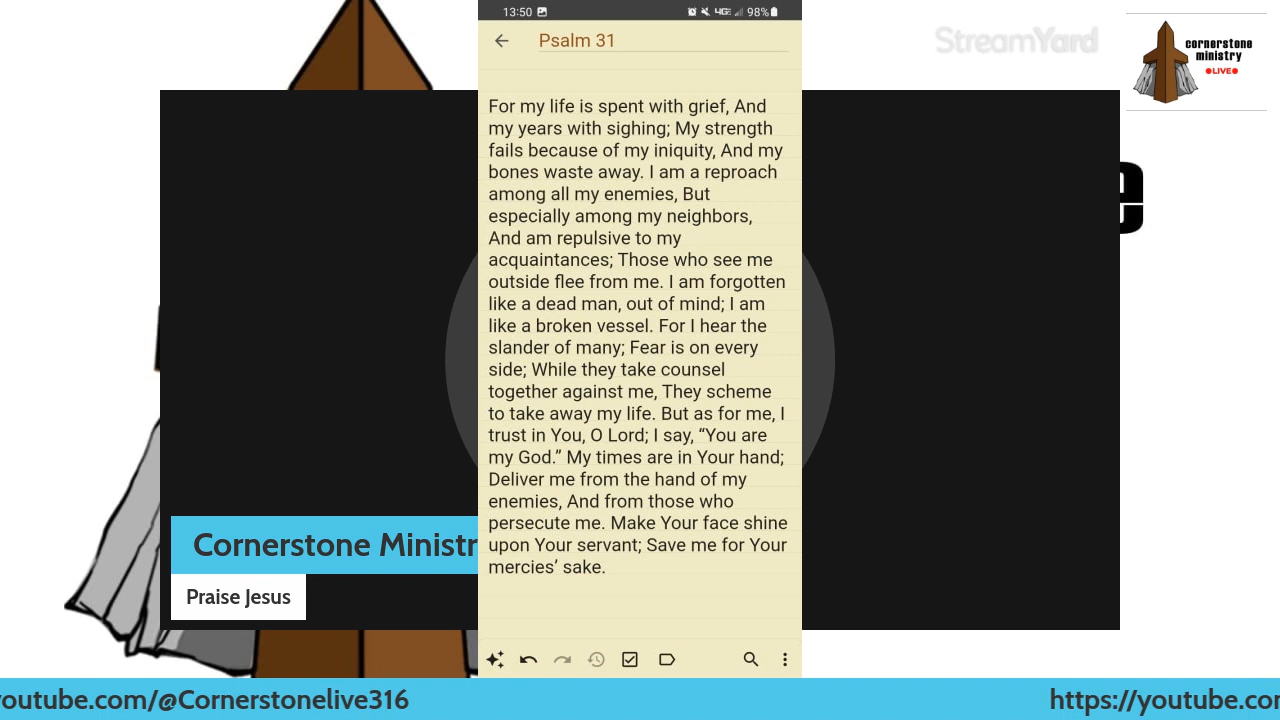 13:50
4GE
98%
StreamYard
cornerstone
ministry
LIVE
Psalm 31
For my life is spent with grief, And
my years with sighing; My strength
fails because of my iniquity, And my
bones waste away. I am a reproach
among all my enemies, But
especially among my neighbors,
And am repulsive to my
acquaintances; Those who see me
outside flee from me. I am forgotten
like a dead man, out of mind; I am
like a broken vessel. For I hear the
slander of many; Fear is on every
side; While they take counsel
together against me, They scheme
to take away my life. But as for me, I
trust in You, O Lord; I say, “You are
my God.” My times are in Your hand;
Deliver me from the hand of my
enemies, And from those who
persecute me. Make Your face shine
upon Your servant; Save me for Your
mercies’ sake.
e
Cornerstone Ministr
Praise Jesus
youtube.com/@Cornerstonelive316
https://youtube.com